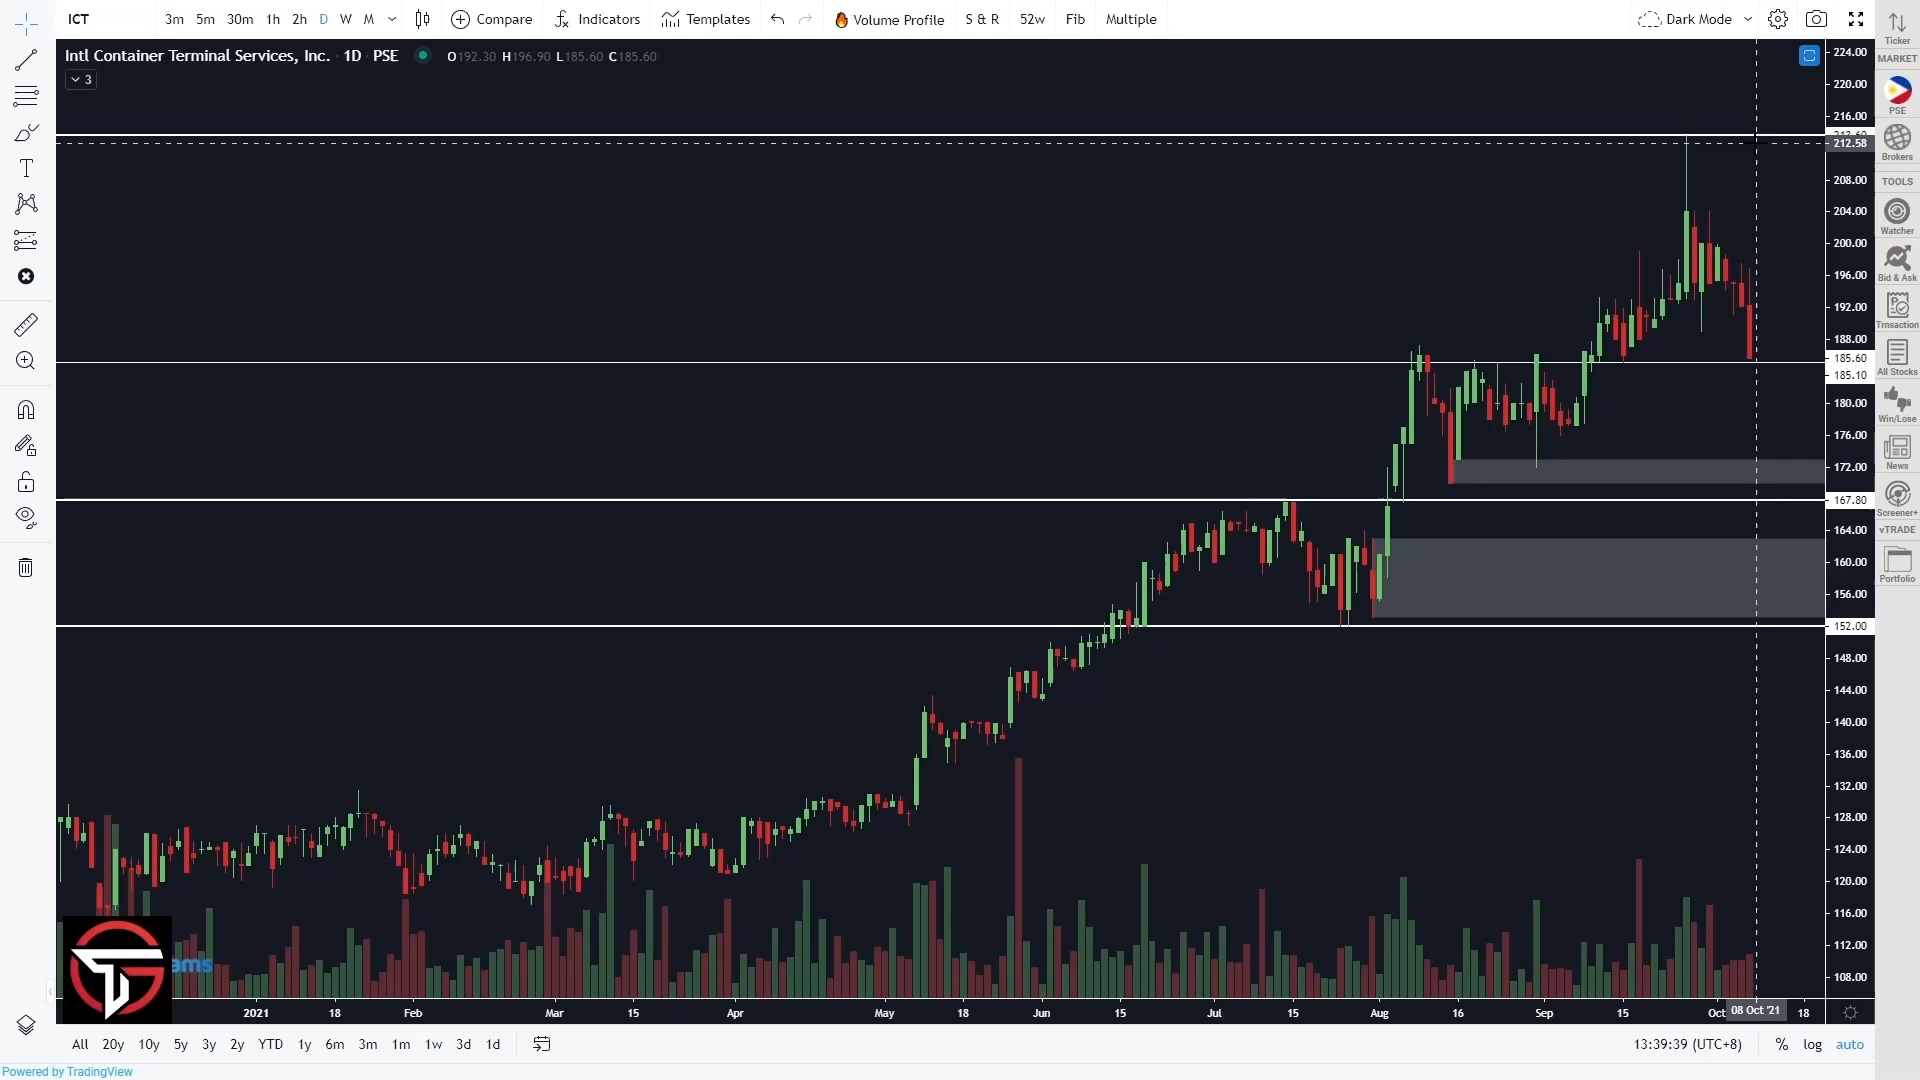 ICT 3m 5m 30m 1h 2h D W M Compare Indicators Templates Volume Profile S & R 52w Fib Multiple Dark Mode
Intl Container Terminal Services, Inc. 1D PSE O192.30 H196.90 L185.60 C185.60
3
224.00
220.00
216.00
212.58
208.00
204.00
200.00
196.00
192.00
188.00
185.60
185.10
180.00
176.00
172.00
167.80
164.00
160.00
156.00
152.00
148.00
144.00
140.00
136.00
132.00
128.00
124.00
120.00
116.00
112.00
108.00
Ticker
MARKET
PSE
Brokers
TOOLS
Watcher
Bid & Ask
Trnsaction
All Stocks
Win/Lose
News
Screener+
vTRADE
Portfolio
ams
2021 18 Feb Mar 15 Apr May 18 Jun 15 Jul 15 Aug 16 Sep 15 Oct 08 Oct '21 18
All 20y 10y 5y 3y 2y YTD 1y 6m 3m 1m 1w 3d 1d 13:39:39 (UTC+8) % log auto
Powered by TradingView